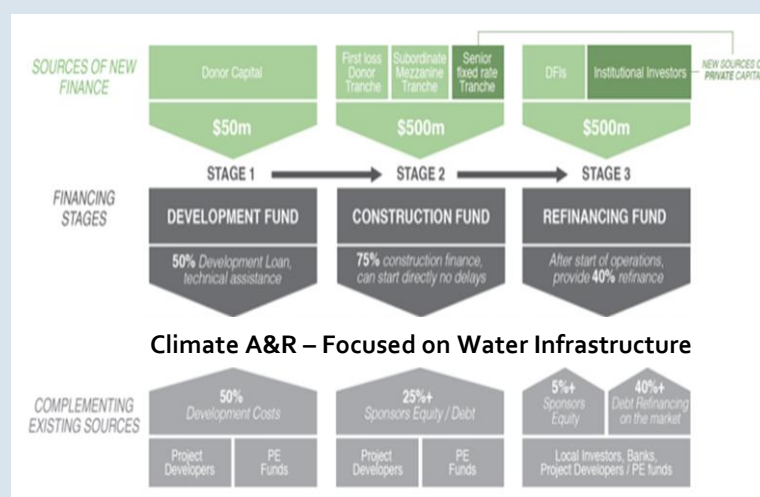 SOURCES OF NEW
FINANCE
Donor Capital
First loss
Donor
Tranche
Subordinate
Mezzanine
Tranche
Senior
fixed rate
Tranche
DFIs
Institutional Investors
NEW SOURCES O
PRIVATE CAPITA
$50m
$500m
$500m
STAGE 1
STAGE 2
STAGE 3
FINANCING
STAGES
DEVELOPMENT FUND
CONSTRUCTION FUND
REFINANCING FUND
50% Development Loan,
technical assistance
75% construction finance,
can start directly no delays
After start of operations,
provide 40% refinance
Climate A&R – Focused on Water Infrastructure
COMPLEMENTING
EXISTING SOURCES
50%
Development Costs
25%+
Sponsors Equity / Debt
5%+
Sponsors
Equity
40%+
Debt Refinancing
on the market
Project
Developers
PE
Funds
Project
Developers
PE
Funds
Local Investors, Banks,
Project Developers / PE funds